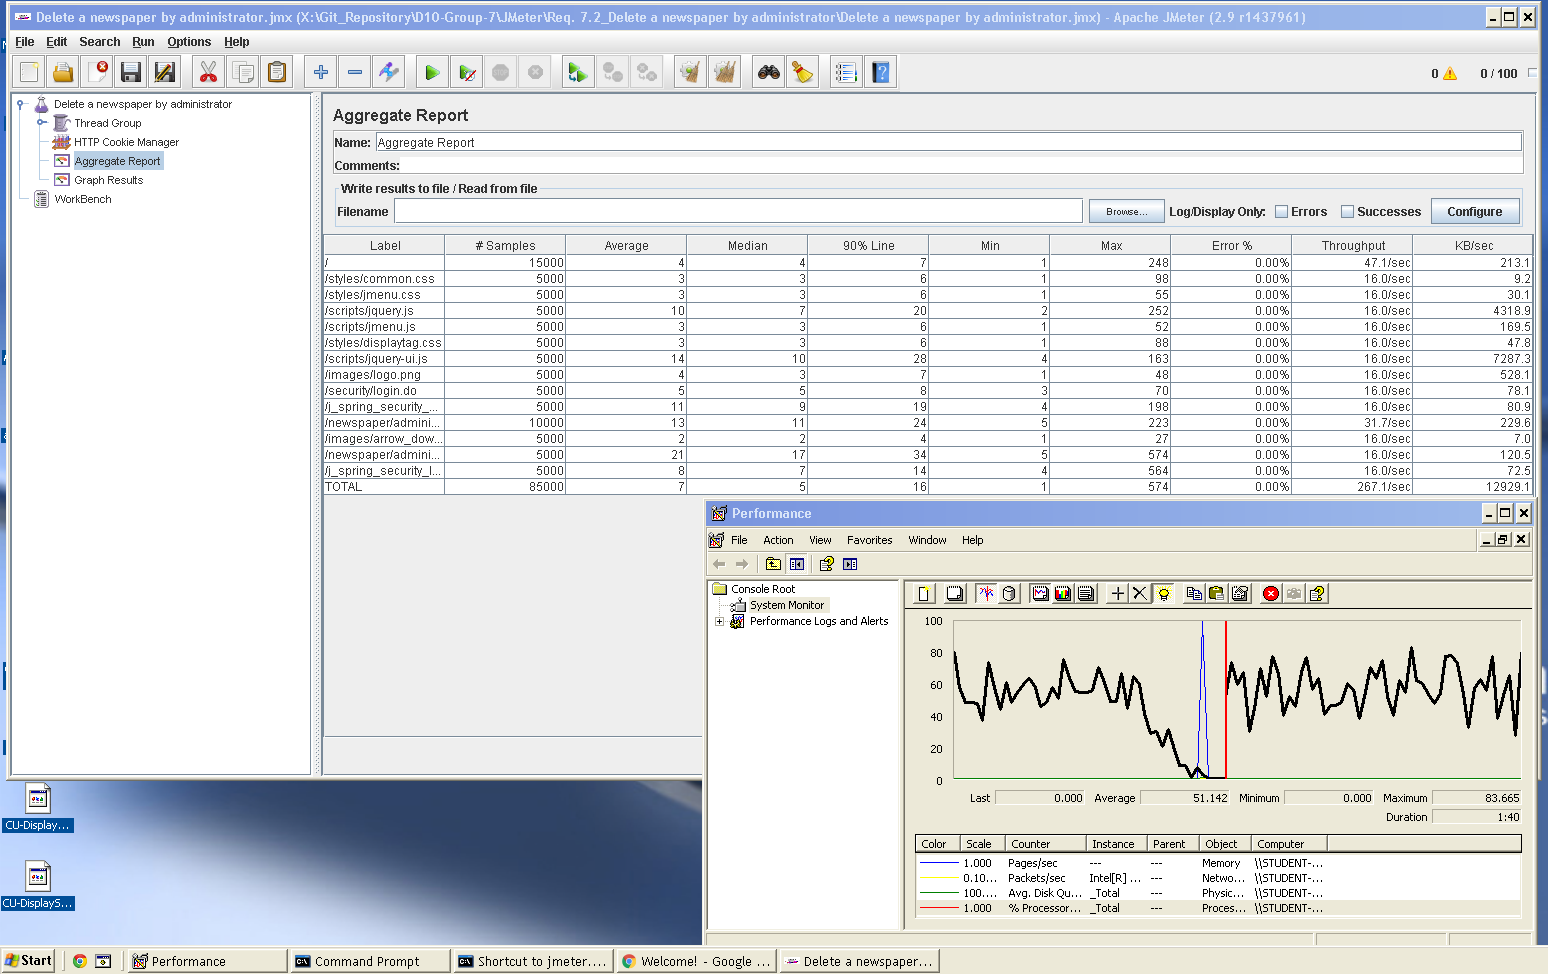 Delete a newspaper by administrator.jmx (X:\Git_Repository\D10-Group-7\JMeter\Req. 7.2_Delete a newspaper by administrator\Delete a newspaper by administrator.jmx) - Apache JMeter (2.9 r1437961)
File Edit Search Run Options Help
0 0 / 100
Delete a newspaper by administrator
Thread Group
HTTP Cookie Manager
Aggregate Report
Graph Results
WorkBench
Aggregate Report
Name: Aggregate Report
Comments:
Write results to file / Read from file
Filename Browse... Log/Display Only: Errors Successes Configure
Label # Samples Average Median 90% Line Min Max Error % Throughput KB/sec
/ 15000 4 4 7 1 248 0.00% 47.1/sec 213.1
/styles/common.css 5000 3 3 6 1 98 0.00% 16.0/sec 9.2
/styles/jmenu.css 5000 3 3 6 1 55 0.00% 16.0/sec 30.1
/scripts/jquery.js 5000 10 7 20 2 252 0.00% 16.0/sec 4318.9
/scripts/jmenu.js 5000 3 3 6 1 52 0.00% 16.0/sec 169.5
/styles/displaytag.css 5000 3 3 6 1 88 0.00% 16.0/sec 47.8
/scripts/jquery-ui.js 5000 14 10 28 4 163 0.00% 16.0/sec 7287.3
/images/logo.png 5000 4 3 7 1 48 0.00% 16.0/sec 528.1
/security/login.do 5000 5 5 8 3 70 0.00% 16.0/sec 78.1
/j_spring_security_... 5000 11 9 19 4 198 0.00% 16.0/sec 80.9
/newspaper/admini... 10000 13 11 24 5 223 0.00% 31.7/sec 229.6
/images/arrow_dow... 5000 2 2 4 1 27 0.00% 16.0/sec 7.0
/newspaper/admini... 5000 21 17 34 5 574 0.00% 16.0/sec 120.5
/j_spring_security_l... 5000 8 7 14 4 564 0.00% 16.0/sec 72.5
TOTAL 85000 7 5 16 1 574 0.00% 267.1/sec 12929.1
Performance
File Action View Favorites Window Help
Console Root
System Monitor
Performance Logs and Alerts
100
80
60
40
20
0
Last 0.000 Average 51.142 Minimum 0.000 Maximum 83.665
Duration 1:40
Color Scale Counter Instance Parent Object Computer
1.000 Pages/sec --- --- Memory \\STUDENT-...
0.10... Packets/sec Intel[R] ... --- Netwo... \\STUDENT-...
100.... Avg. Disk Qu... _Total --- Physic... \\STUDENT-...
1.000 % Processor... _Total --- Proces... \\STUDENT-...
CU-Display...
CU-DisplayS...
Start Performance Command Prompt Shortcut to jmeter.... Welcome! - Google ... Delete a newspaper...